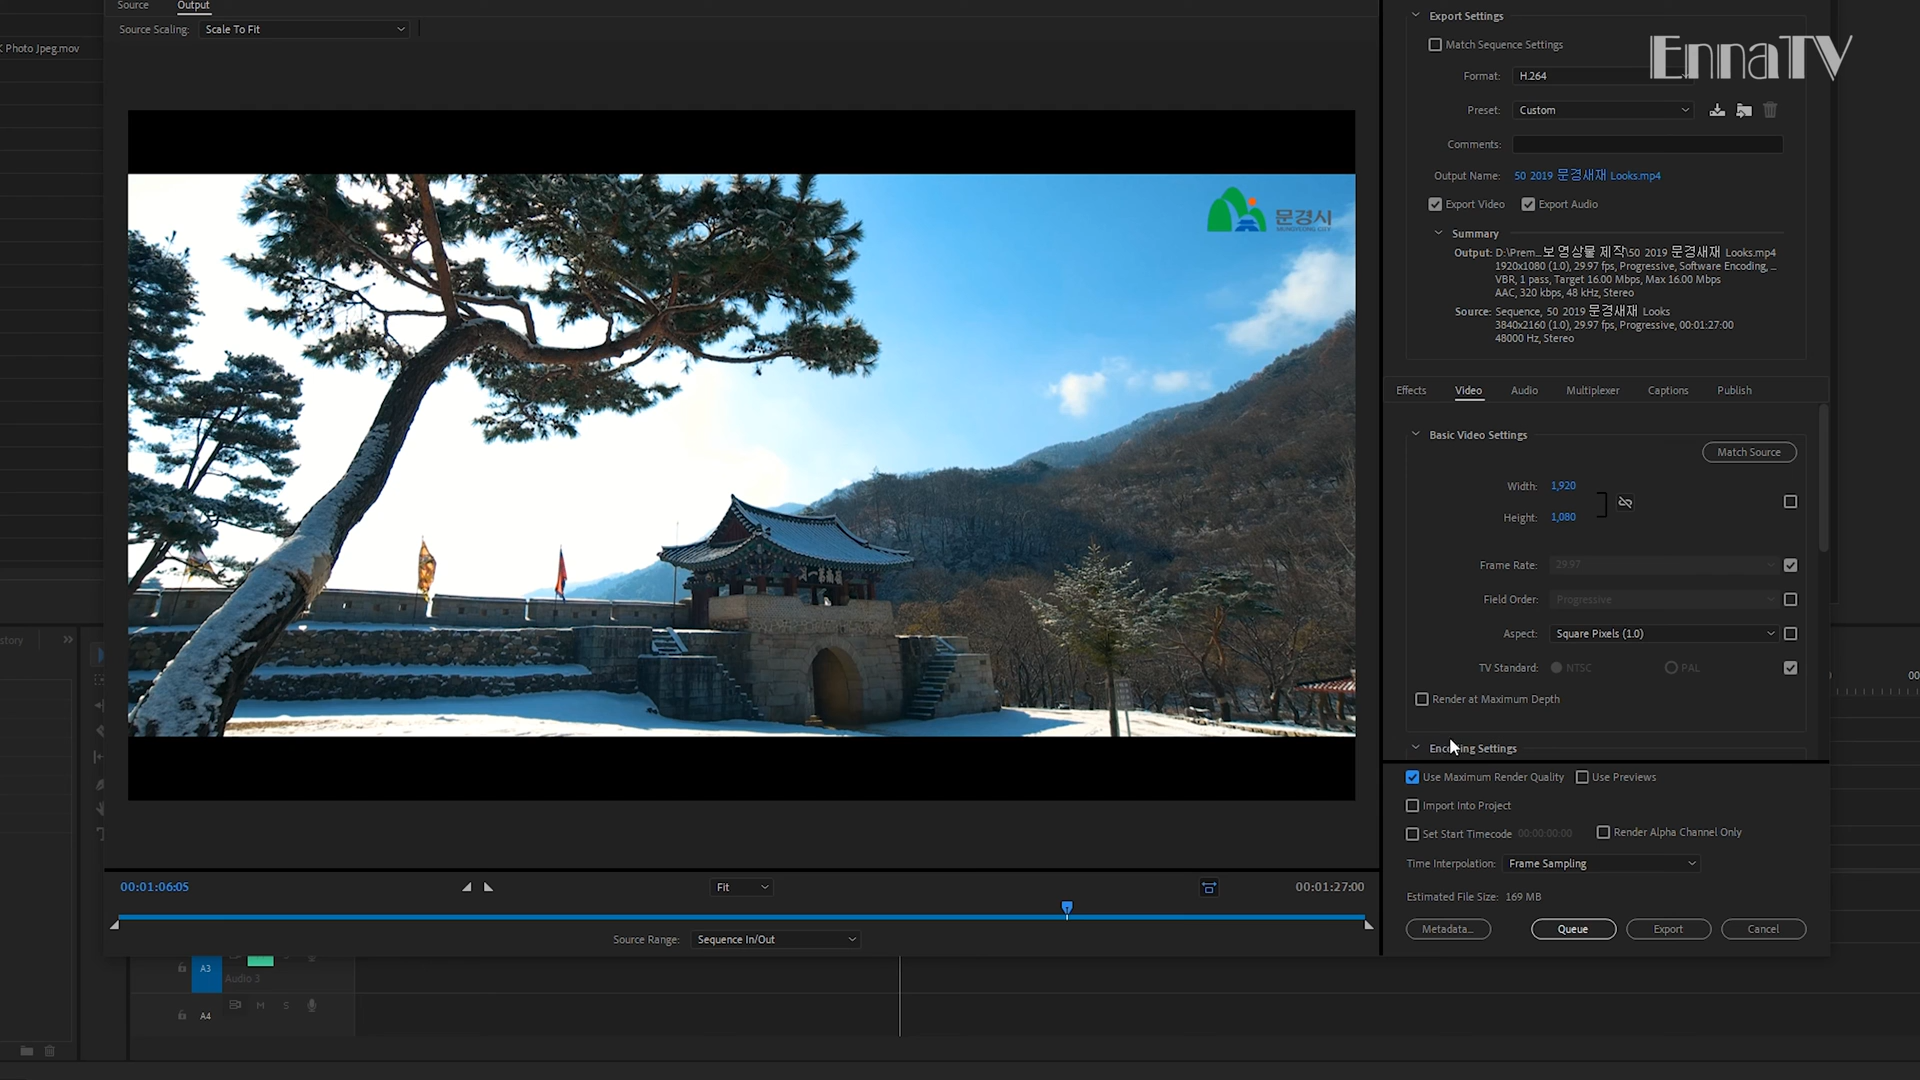 Source Output
Source Scaling: Scale To Fit
K Photo Jpeg.mov
문경시
MUNGYEONG CITY
00:01:06:05
Fit
00:01:27:00
Source Range: Sequence In/Out
A3
Audio 3
M S
A4
story
EnnaTV
Export Settings
Match Sequence Settings
Format: H.264
Preset: Custom
Comments:
Output Name: 50 2019 문경새재 Looks.mp4
Export Video Export Audio
Summary
Output: D:\Prem...보 영상물 제작\50 2019 문경새재 Looks.mp4
1920x1080 (1.0), 29.97 fps, Progressive, Software Encoding, ...
VBR, 1 pass, Target 16.00 Mbps, Max 16.00 Mbps
AAC, 320 kbps, 48 kHz, Stereo
Source: Sequence, 50 2019 문경새재 Looks
3840x2160 (1.0), 29.97 fps, Progressive, 00:01:27:00
48000 Hz, Stereo
Effects Video Audio Multiplexer Captions Publish
Basic Video Settings
Match Source
Width: 1,920
Height: 1,080
Frame Rate: 29.97
Field Order: Progressive
Aspect: Square Pixels (1.0)
TV Standard: NTSC PAL
Render at Maximum Depth
Encoding Settings
Use Maximum Render Quality Use Previews
Import Into Project
Set Start Timecode 00:00:00:00 Render Alpha Channel Only
Time Interpolation: Frame Sampling
Estimated File Size: 169 MB
Metadata... Queue Export Cancel
00